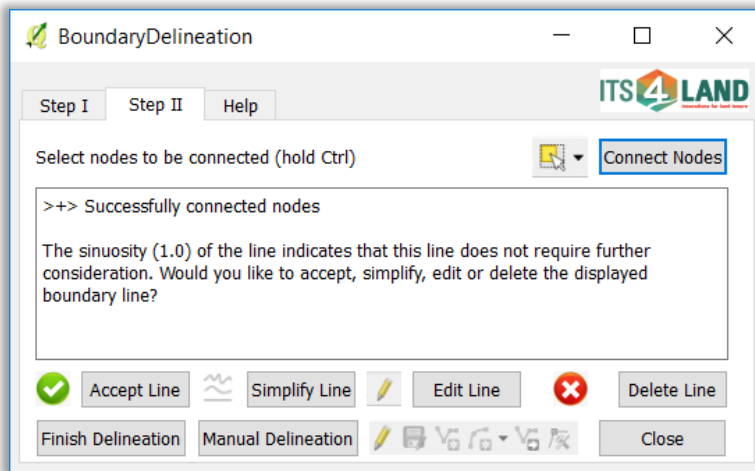 BoundaryDelineation
ITS4LAND
Step I Step II Help
Select nodes to be connected (hold Ctrl) Connect Nodes
>+> Successfully connected nodes
The sinuosity (1.0) of the line indicates that this line does not require further
consideration. Would you like to accept, simplify, edit or delete the displayed
boundary line?
Accept Line Simplify Line Edit Line Delete Line
Finish Delineation Manual Delineation Close